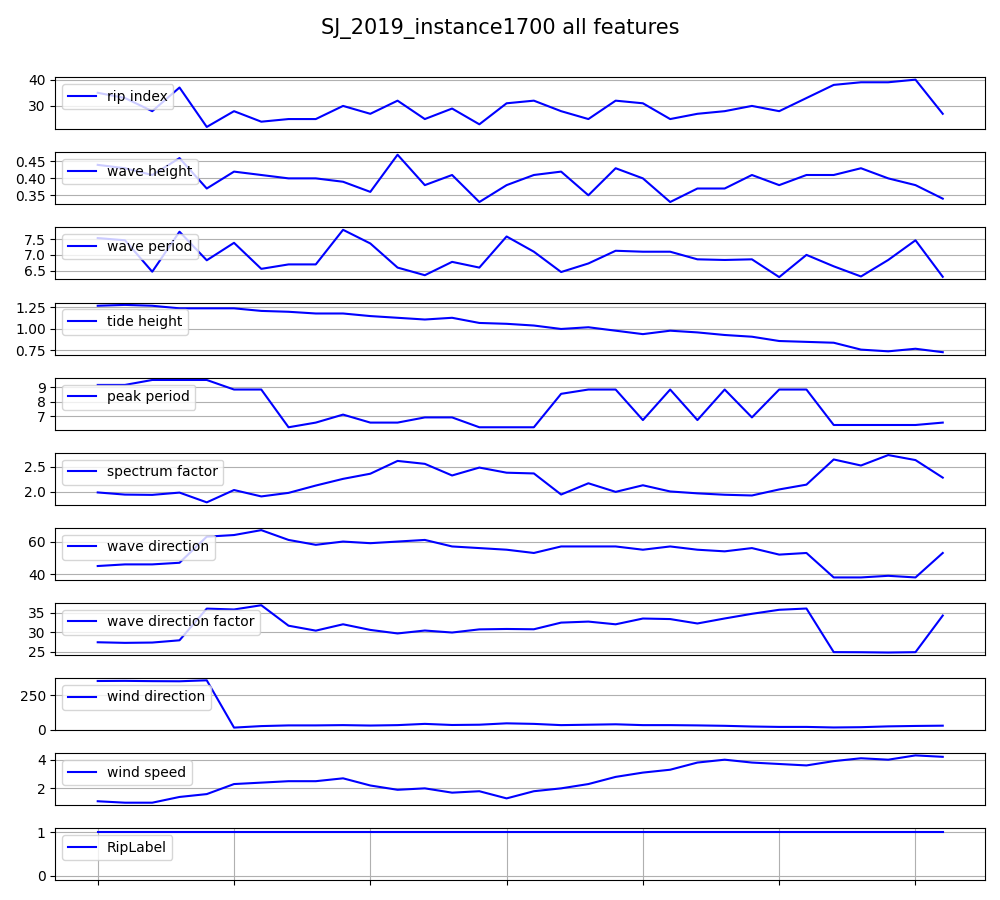 SJ_2019_instance1700 all features
40
30
rip index
0.45
0.40
0.35
wave height
7.5
7.0
6.5
wave period
1.25
1.00
0.75
tide height
9
8
7
peak period
2.5
2.0
spectrum factor
60
40
wave direction
35
30
25
wave direction factor
250
0
wind direction
4
2
wind speed
1
0
RipLabel